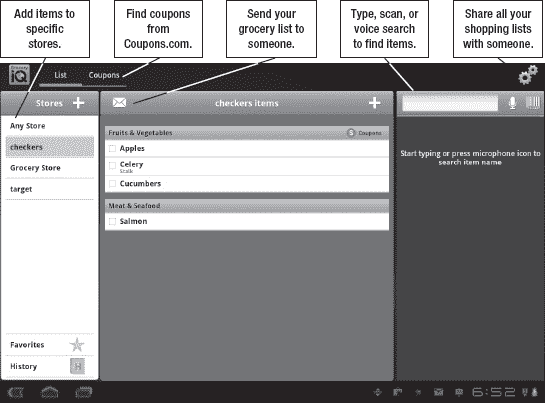 Add items to
specific
stores.
Find coupons
from
Coupons.com.
Send your
grocery list to
someone.
Type, scan, or
voice search
to find items.
Share all your
shopping lists
with someone.
iQ
List
Coupons
Stores
checkers items
Any Store
checkers
Grocery Store
target
Fruits & Vegetables
$ Coupons
Apples
Celery
Stalk
Cucumbers
Meat & Seafood
Salmon
Start typing or press microphone icon to
search item name
Favorites
History
H
6:52